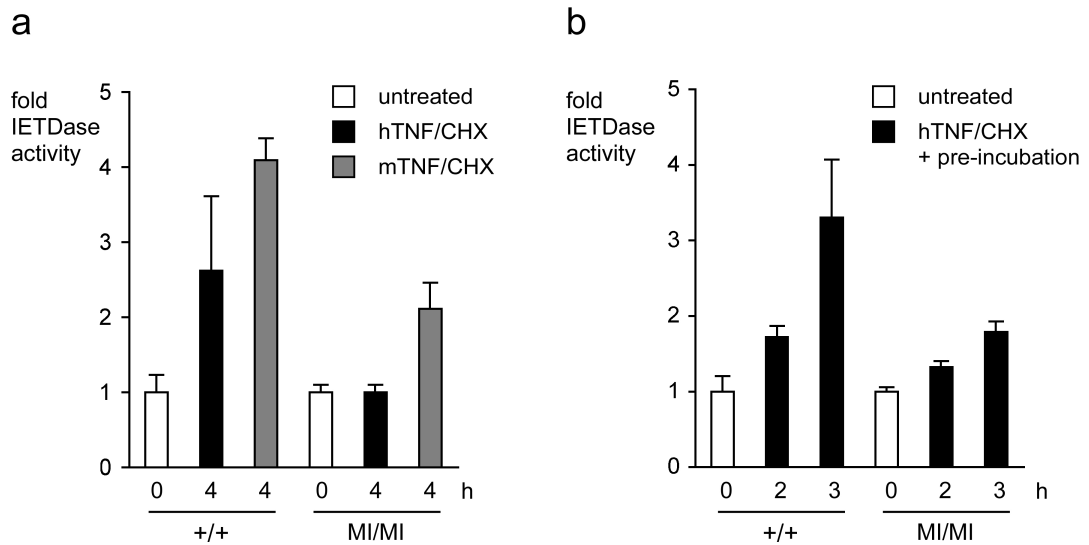 a
fold
IETDase
activity
5
4
3
2
1
0
untreated
hTNF/CHX
mTNF/CHX
0 4 4 0 4 4 h
+/+ MI/MI
b
fold
IETDase
activity
5
4
3
2
1
0
untreated
hTNF/CHX
+ pre-incubation
0 2 3 0 2 3 h
+/+ MI/MI